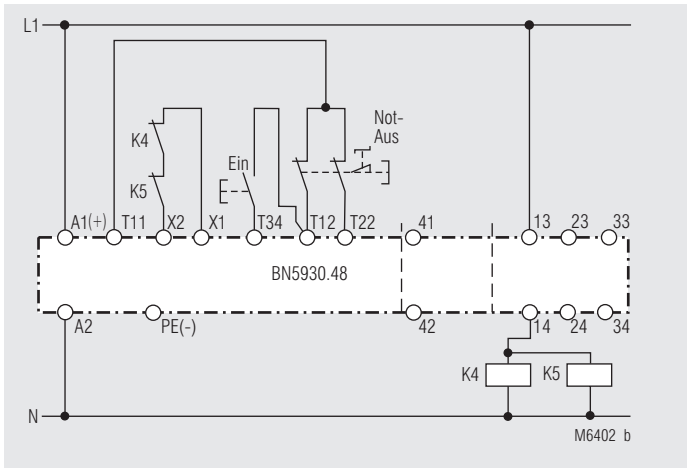 L1
Not-
Aus
K4
Ein
K5
A1(+) T11 X2 X1 T34 T12 T22 41 13 23 33
BN5930.48
A2 PE(-) 42 14 24 34
K4 K5
N
M6402 b